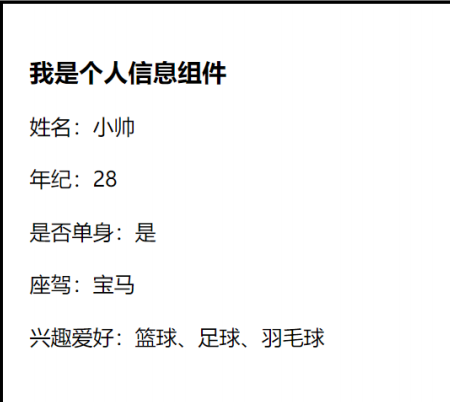 我是个人信息组件
姓名：小帅
年纪：28
是否单身：是
座驾：宝马
兴趣爱好：篮球、足球、羽毛球